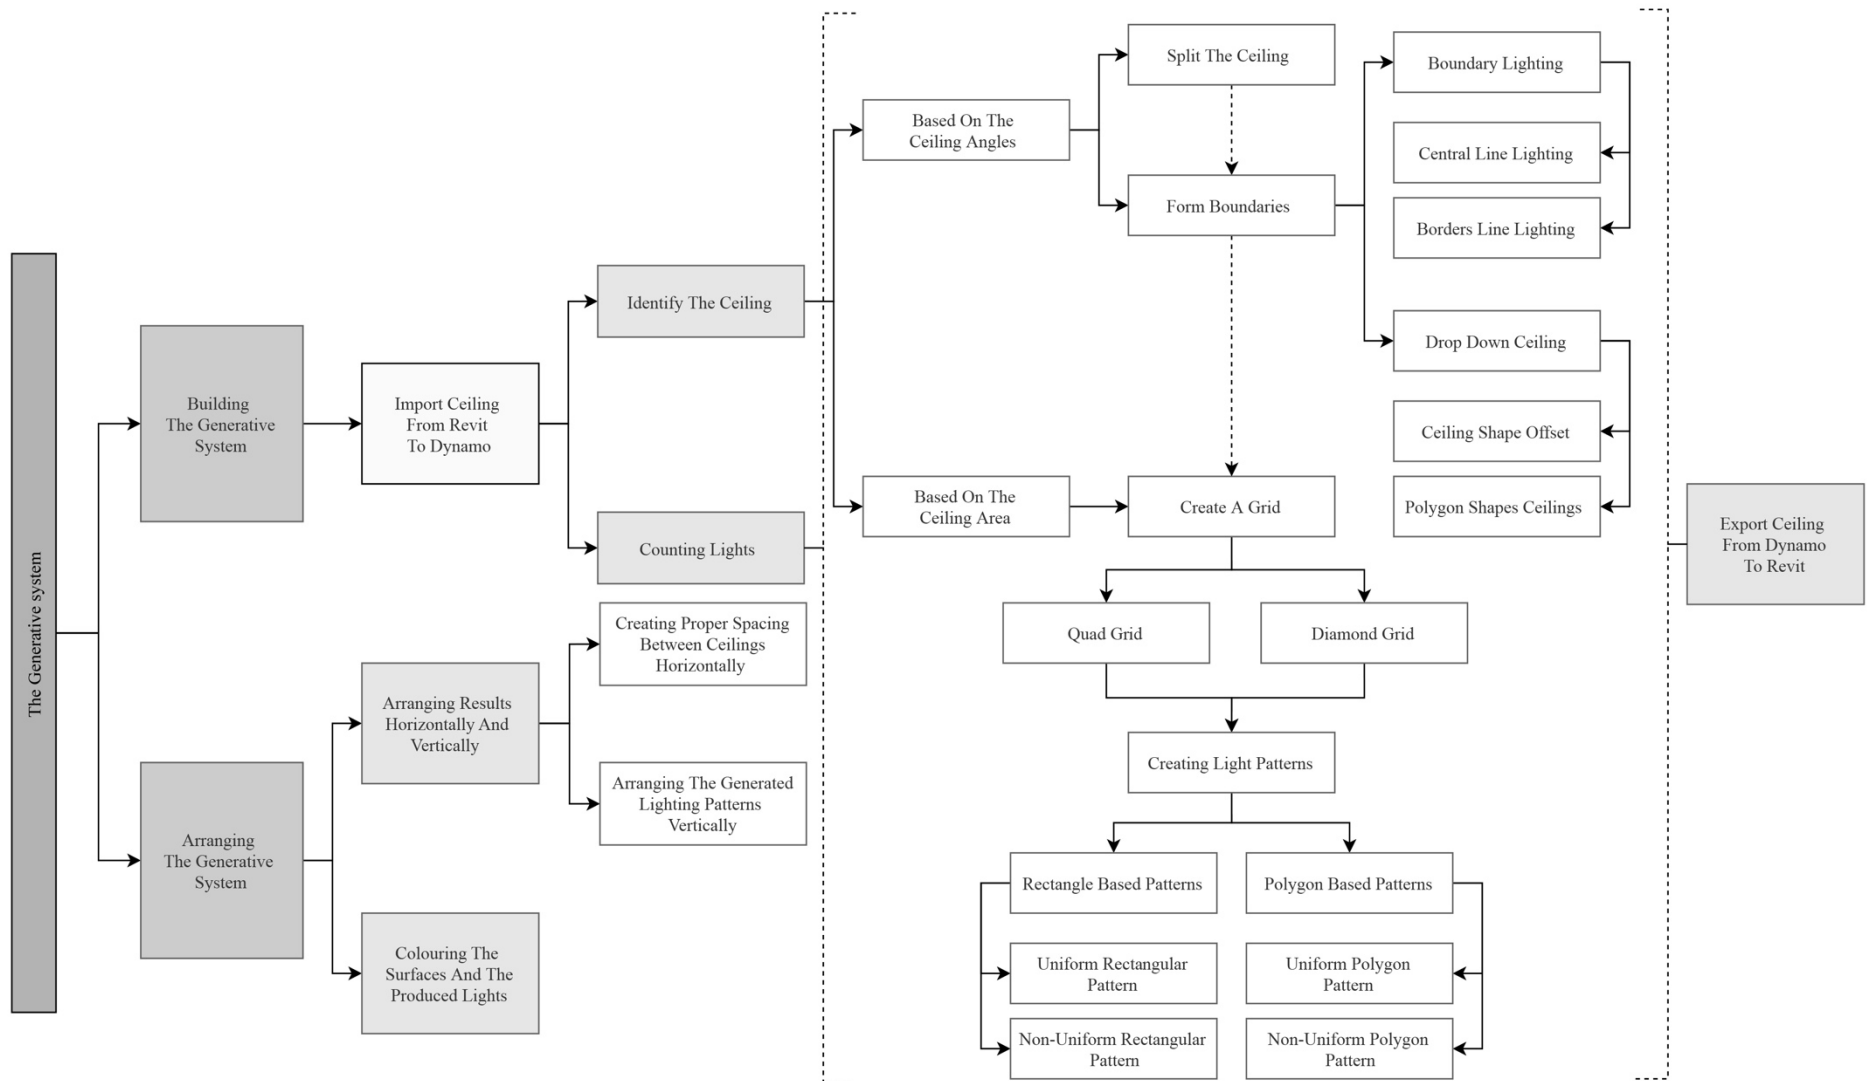 The Generative system
Building
The Generative
System
Arranging
The Generative
System
Import Ceiling
From Revit
To Dynamo
Arranging Results
Horizontally And
Vertically
Colouring The
Surfaces And The
Produced Lights
Identify The Ceiling
Counting Lights
Creating Proper Spacing
Between Ceilings
Horizontally
Arranging The Generated
Lighting Patterns
Vertically
Based On The
Ceiling Angles
Based On The
Ceiling Area
Split The Ceiling
Form Boundaries
Create A Grid
Quad Grid
Diamond Grid
Creating Light Patterns
Rectangle Based Patterns
Polygon Based Patterns
Uniform Rectangular
Pattern
Uniform Polygon
Pattern
Non-Uniform Rectangular
Pattern
Non-Uniform Polygon
Pattern
Boundary Lighting
Central Line Lighting
Borders Line Lighting
Drop Down Ceiling
Ceiling Shape Offset
Polygon Shapes Ceilings
Export Ceiling
From Dynamo
To Revit